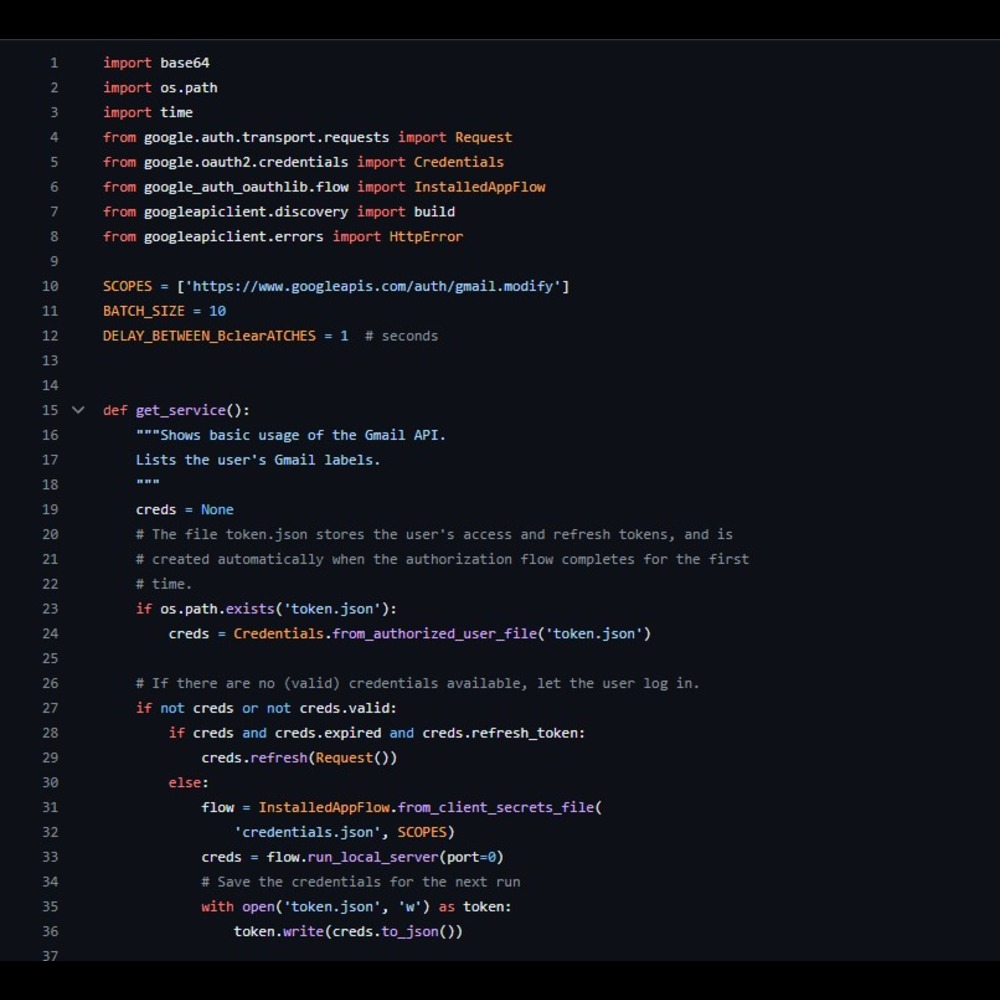 1 import base64
2 import os.path
3 import time
4 from google.auth.transport.requests import Request
5 from google.oauth2.credentials import Credentials
6 from google_auth_oauthlib.flow import InstalledAppFlow
7 from googleapiclient.discovery import build
8 from googleapiclient.errors import HttpError
9
10 SCOPES = ['https://www.googleapis.com/auth/gmail.modify']
11 BATCH_SIZE = 10
12 DELAY_BETWEEN_BclearATCHES = 1  # seconds
13
14
15 def get_service():
16     """Shows basic usage of the Gmail API.
17     Lists the user's Gmail labels.
18     """
19     creds = None
20     # The file token.json stores the user's access and refresh tokens, and is
21     # created automatically when the authorization flow completes for the first
22     # time.
23     if os.path.exists('token.json'):
24         creds = Credentials.from_authorized_user_file('token.json')
25
26     # If there are no (valid) credentials available, let the user log in.
27     if not creds or not creds.valid:
28         if creds and creds.expired and creds.refresh_token:
29             creds.refresh(Request())
30         else:
31             flow = InstalledAppFlow.from_client_secrets_file(
32                 'credentials.json', SCOPES)
33             creds = flow.run_local_server(port=0)
34             # Save the credentials for the next run
35             with open('token.json', 'w') as token:
36                 token.write(creds.to_json())
37